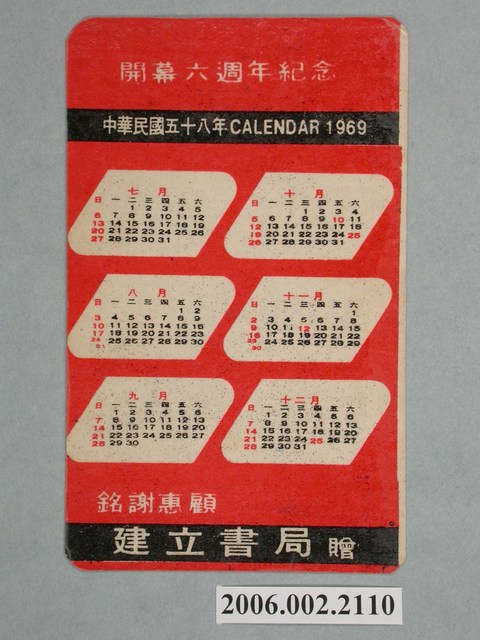 開幕六週年紀念
中華民國五十八年CALENDAR 1969
七月
日 一 二 三 四 五 六
1 2 3 4 5
6 7 8 9 10 11 12
13 14 15 16 17 18 19
20 21 22 23 24 25 26
27 28 29 30 31
十月
日 一 二 三 四 五 六
1 2 3 4
5 6 7 8 9 10 11
12 13 14 15 16 17 18
19 20 21 22 23 24 25
26 27 28 29 30 31
八月
日 一 二 三 四 五 六
1 2
3 4 5 6 7 8 9
10 11 12 13 14 15 16
17 18 19 20 21 22 23
24 25 26 27 28 29 30
31
十一月
日 一 二 三 四 五 六
1
2 3 4 5 6 7 8
9 10 11 12 13 14 15
16 17 18 19 20 21 22
23 24 25 26 27 28 29
30
九月
日 一 二 三 四 五 六
1 2 3 4 5 6
7 8 9 10 11 12 13
14 15 16 17 18 19 20
21 22 23 24 25 26 27
28 29 30
十二月
日 一 二 三 四 五 六
1 2 3 4 5 6
7 8 9 10 11 12 13
14 15 16 17 18 19 20
21 22 23 24 25 26 27
28 29 30 31
銘謝惠顧
建立書局贈
2006.002.2110